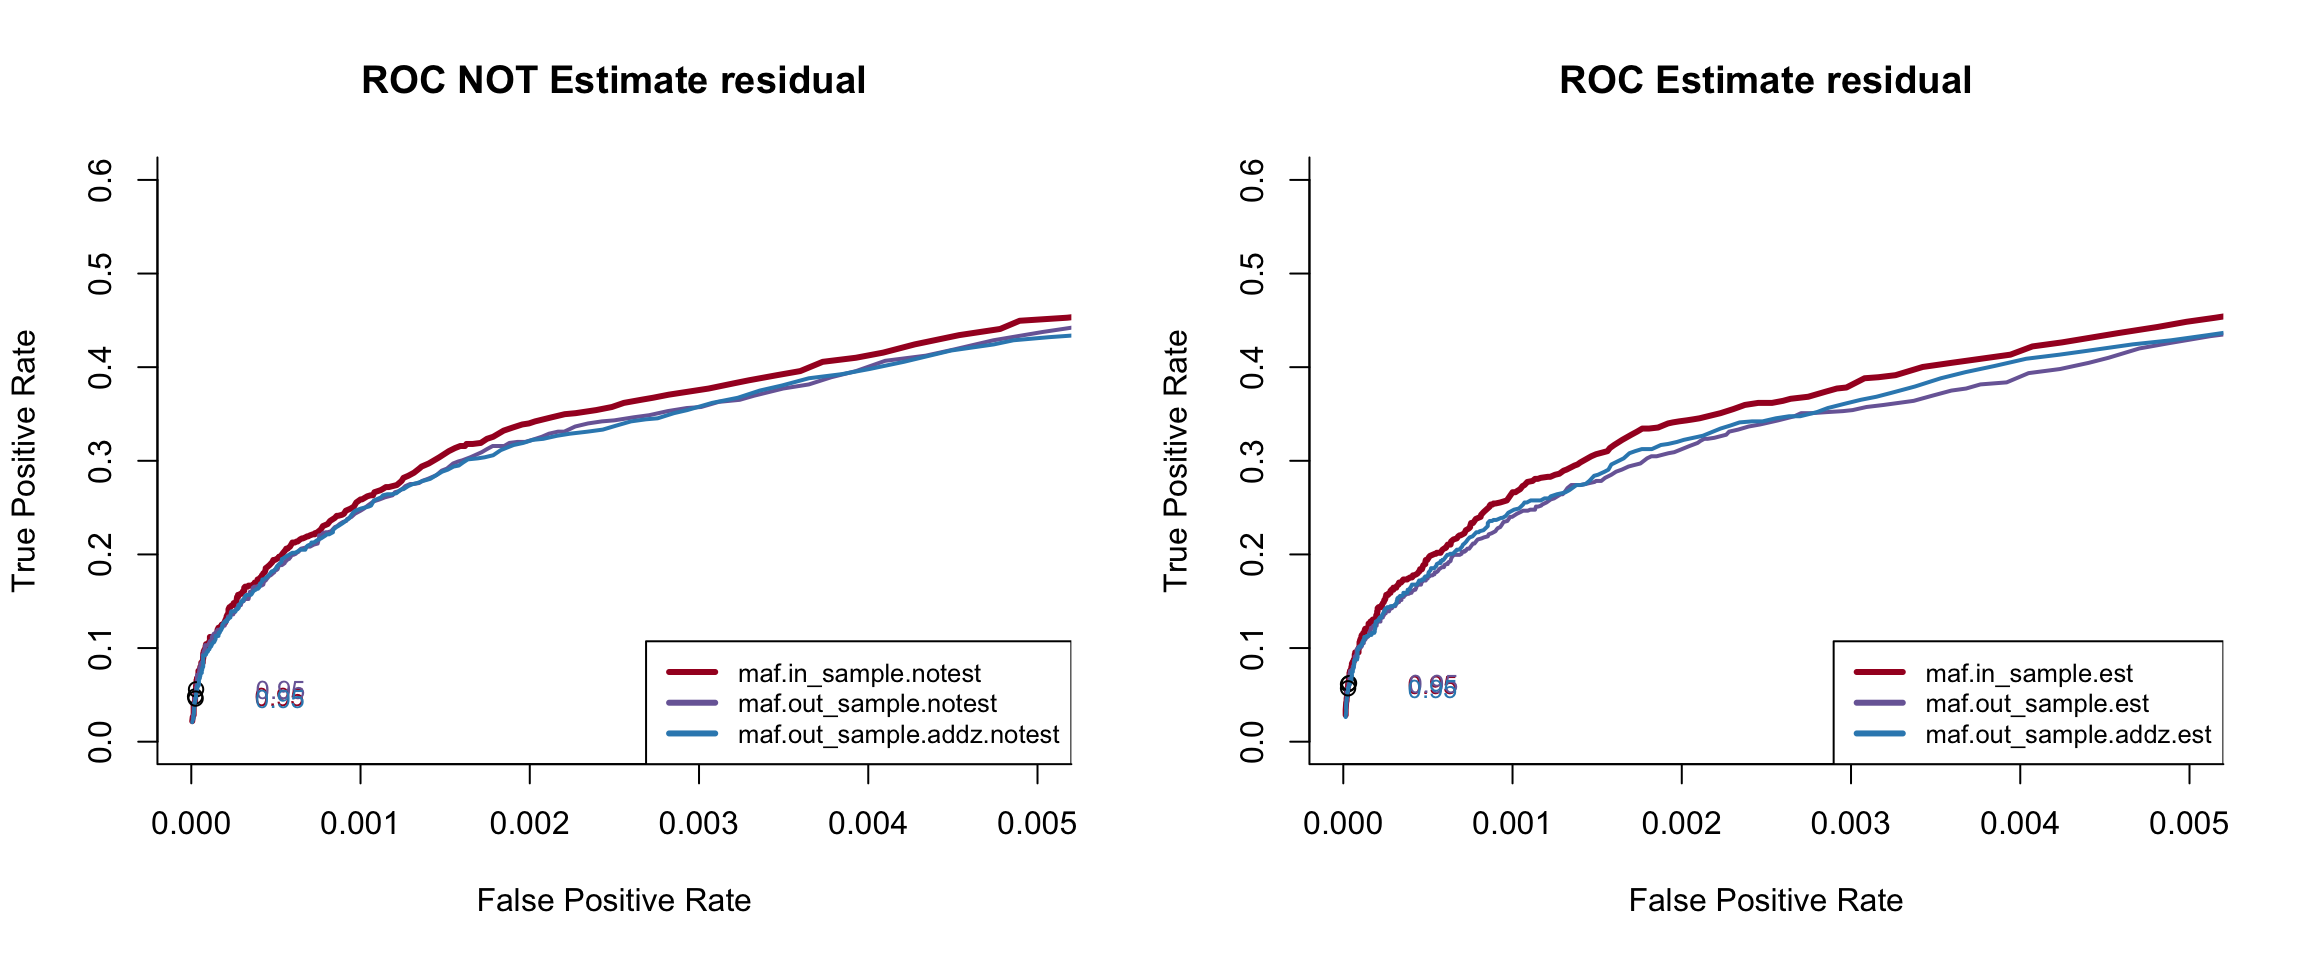 ROC NOT Estimate residual
True Positive Rate
0.6
0.5
0.4
0.3
0.2
0.1
0.0
0.95
0.95
maf.in_sample.notest
maf.out_sample.notest
maf.out_sample.addz.notest
0.000 0.001 0.002 0.003 0.004 0.005
False Positive Rate
ROC Estimate residual
True Positive Rate
0.6
0.5
0.4
0.3
0.2
0.1
0.0
0.95
0.95
maf.in_sample.est
maf.out_sample.est
maf.out_sample.addz.est
0.000 0.001 0.002 0.003 0.004 0.005
False Positive Rate